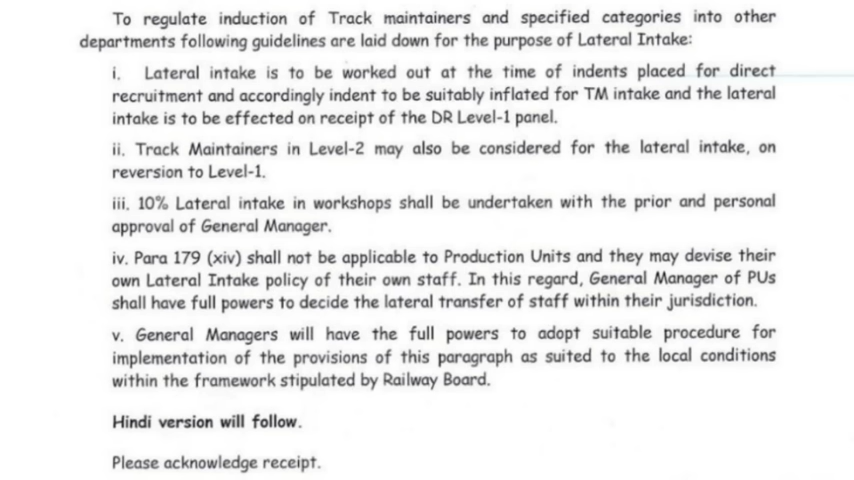 To regulate induction of Track maintainers and specified categories into other
departments following guidelines are laid down for the purpose of Lateral Intake:
i. Lateral intake is to be worked out at the time of indents placed for direct
recruitment and accordingly indent to be suitably inflated for TM intake and the lateral
intake is to be effected on receipt of the DR Level-1 panel.
ii. Track Maintainers in Level-2 may also be considered for the lateral intake, on
reversion to Level-1.
iii. 10% Lateral intake in workshops shall be undertaken with the prior and personal
approval of General Manager.
iv. Para 179 (xiv) shall not be applicable to Production Units and they may devise their
own Lateral Intake policy of their own staff. In this regard, General Manager of PUs
shall have full powers to decide the lateral transfer of staff within their jurisdiction.
v. General Managers will have the full powers to adopt suitable procedure for
implementation of the provisions of this paragraph as suited to the local conditions
within the framework stipulated by Railway Board.
Hindi version will follow.
Please acknowledge receipt.